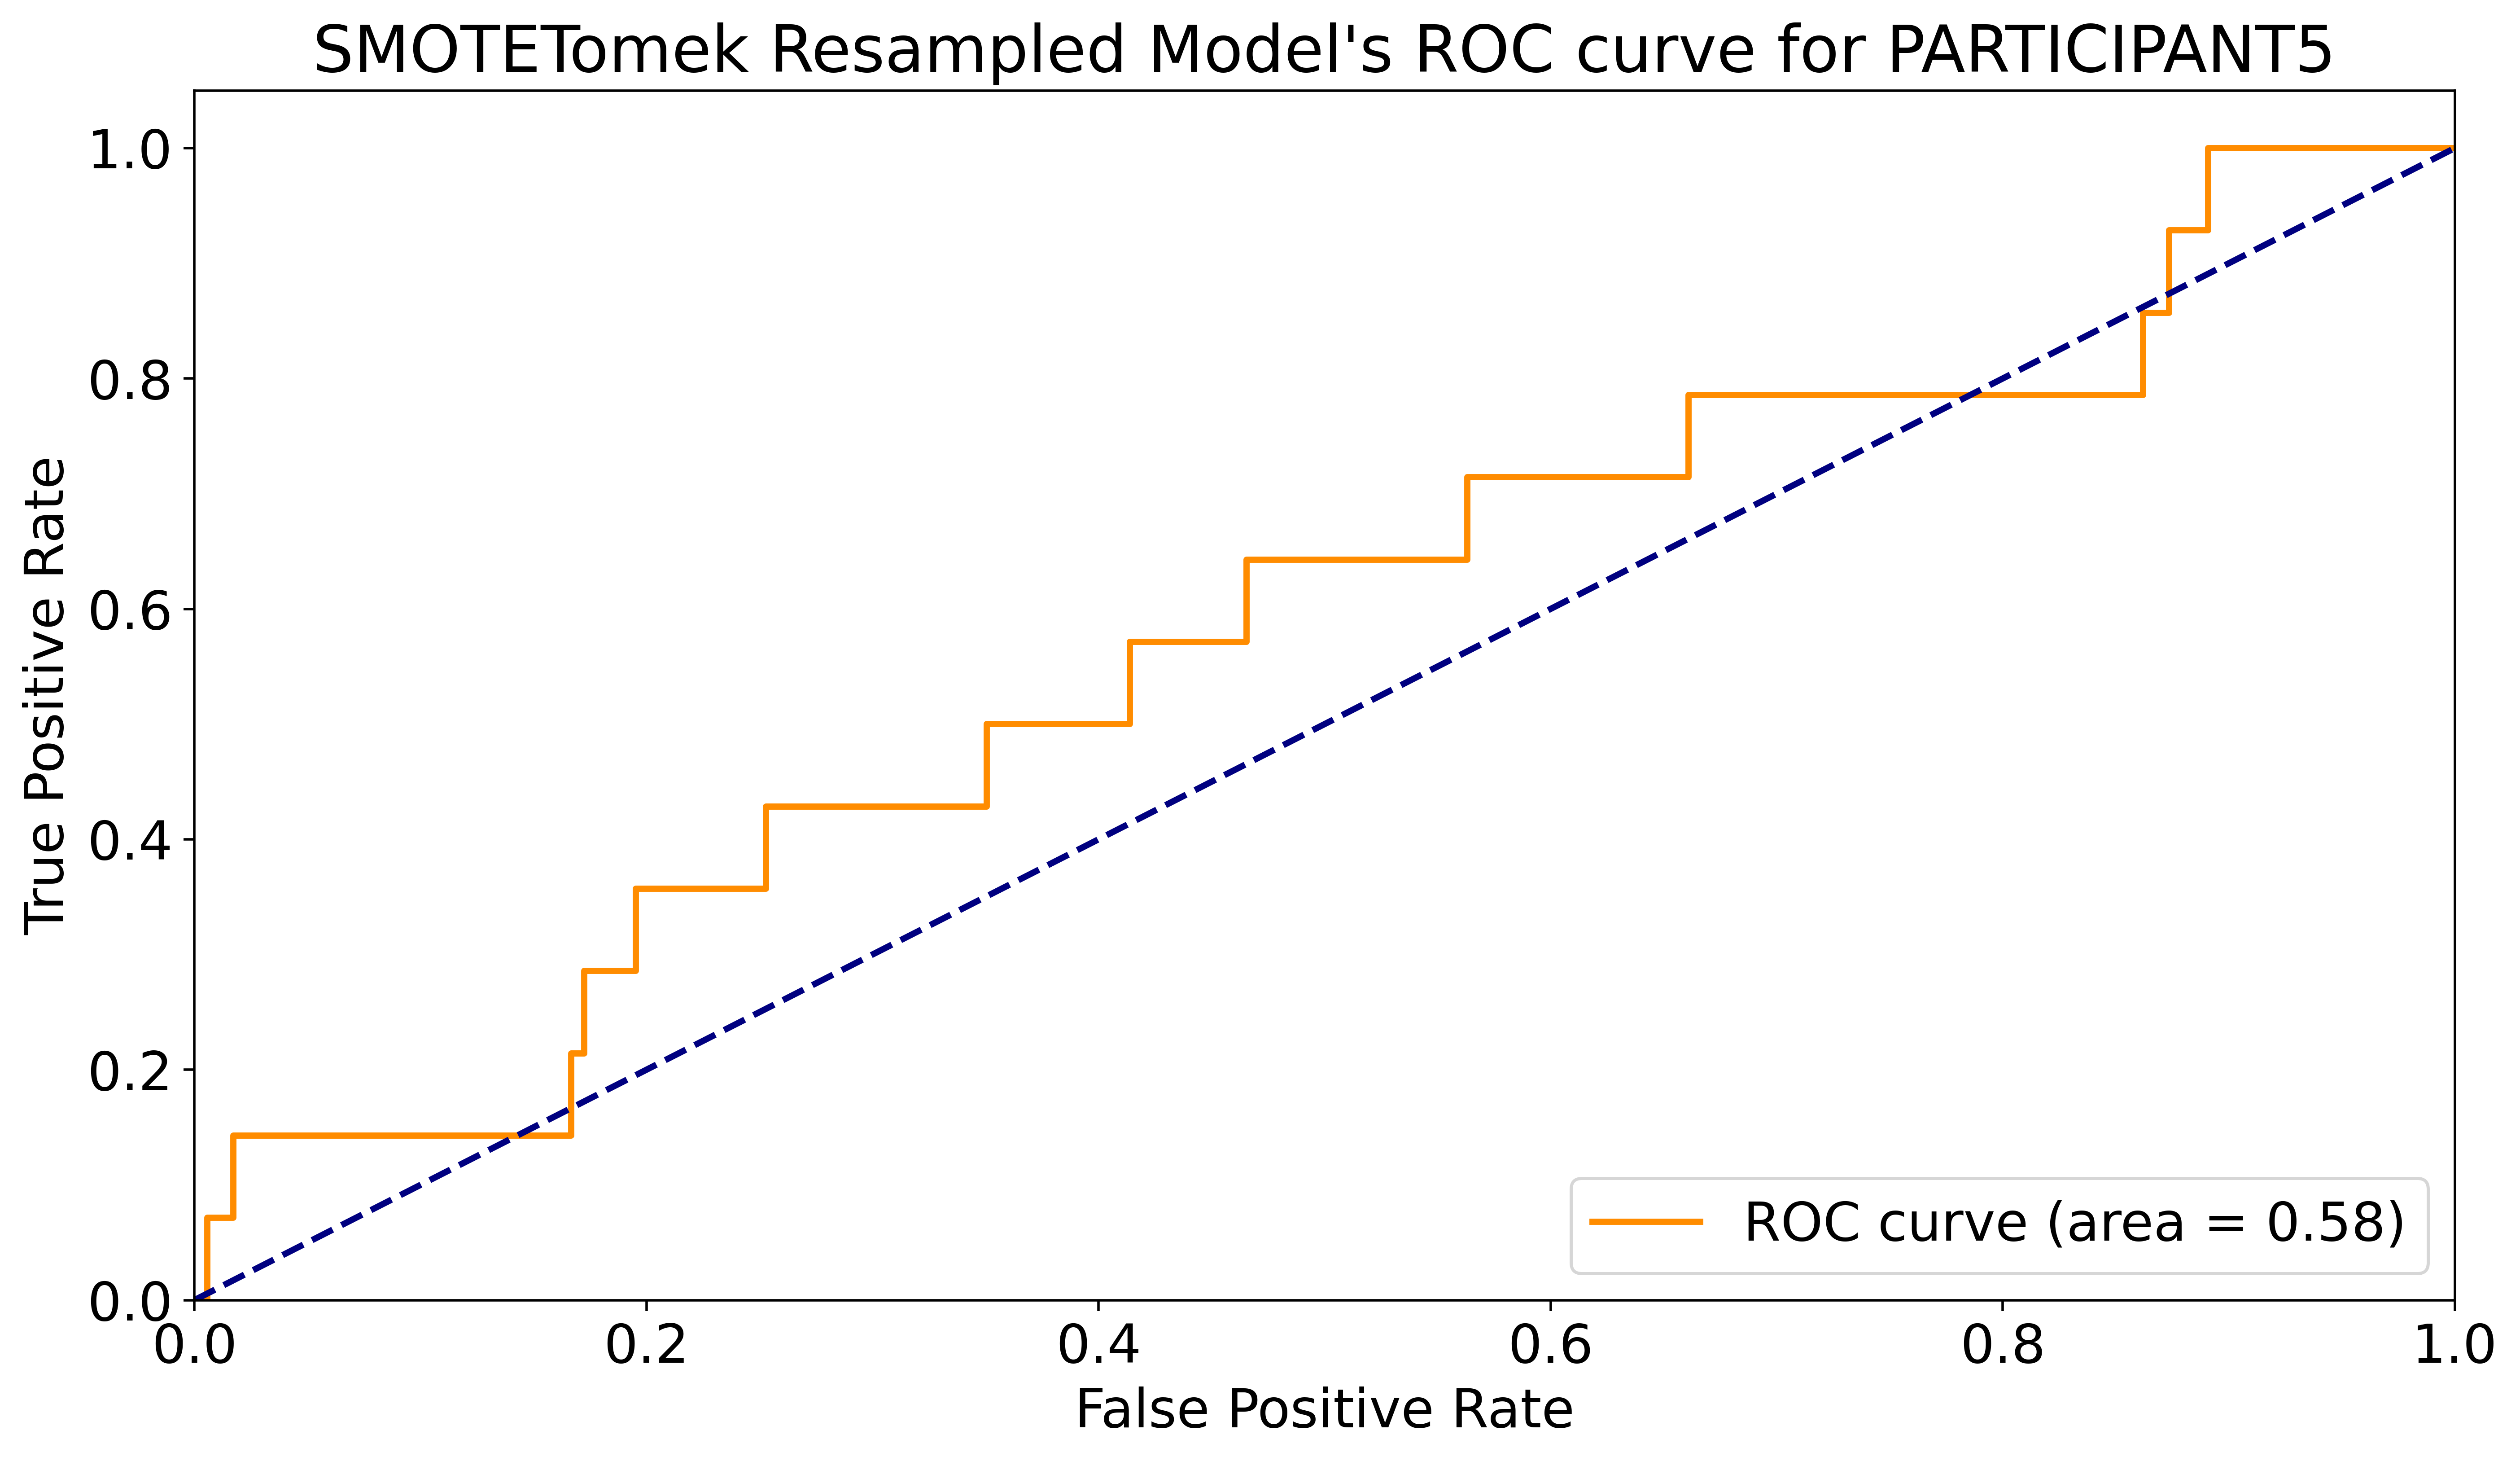 SMOTETomek Resampled Model's ROC curve for PARTICIPANT5
True Positive Rate
1.0
0.8
0.6
0.4
0.2
0.0
ROC curve (area = 0.58)
0.0 0.2 0.4 0.6 0.8 1.0
False Positive Rate